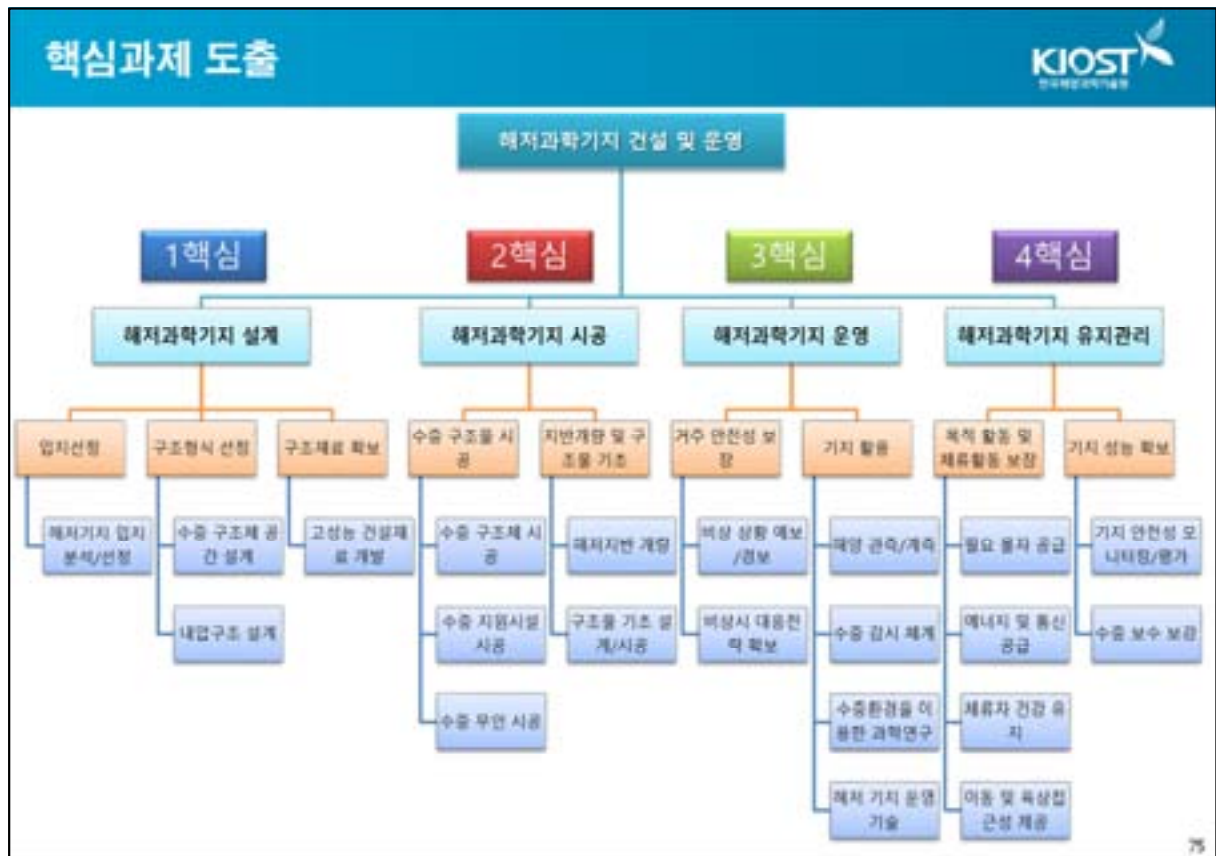 핵심과제 도출
KIOST
한국해양과학기술원
해저과학기지 건설 및 운영
1핵심
2핵심
3핵심
4핵심
해저과학기지 설계
해저과학기지 시공
해저과학기지 운영
해저과학기지 유지관리
입지선정
구조형식 선정
구조재료 확보
수중 구조물 시
공
지반개량 및 구
조물 기초
거주 안전성 보
장
기지 활용
목적 활동 및
체류활동 보장
기지 성능 확보
해저기지 입지
분석/선정
수중 구조체 공
간 설계
고성능 건설재
료 개발
수중 구조체 시
공
해저지반 개량
비상 상황 예보
/경보
해양 관측/계측
필요 물자 공급
기지 안전성 모
니터링/평가
내압구조 설계
수중 지원시설
시공
구조물 기초 설
계/시공
비상시 대응전
략 확보
수중 감시 체계
에너지 및 통신
공급
수중 보수 보강
수중 무인 시공
수중환경을 이
용한 과학연구
체류자 건강 유
지
해저 기지 운영
기술
이동 및 육상접
근성 제공
75